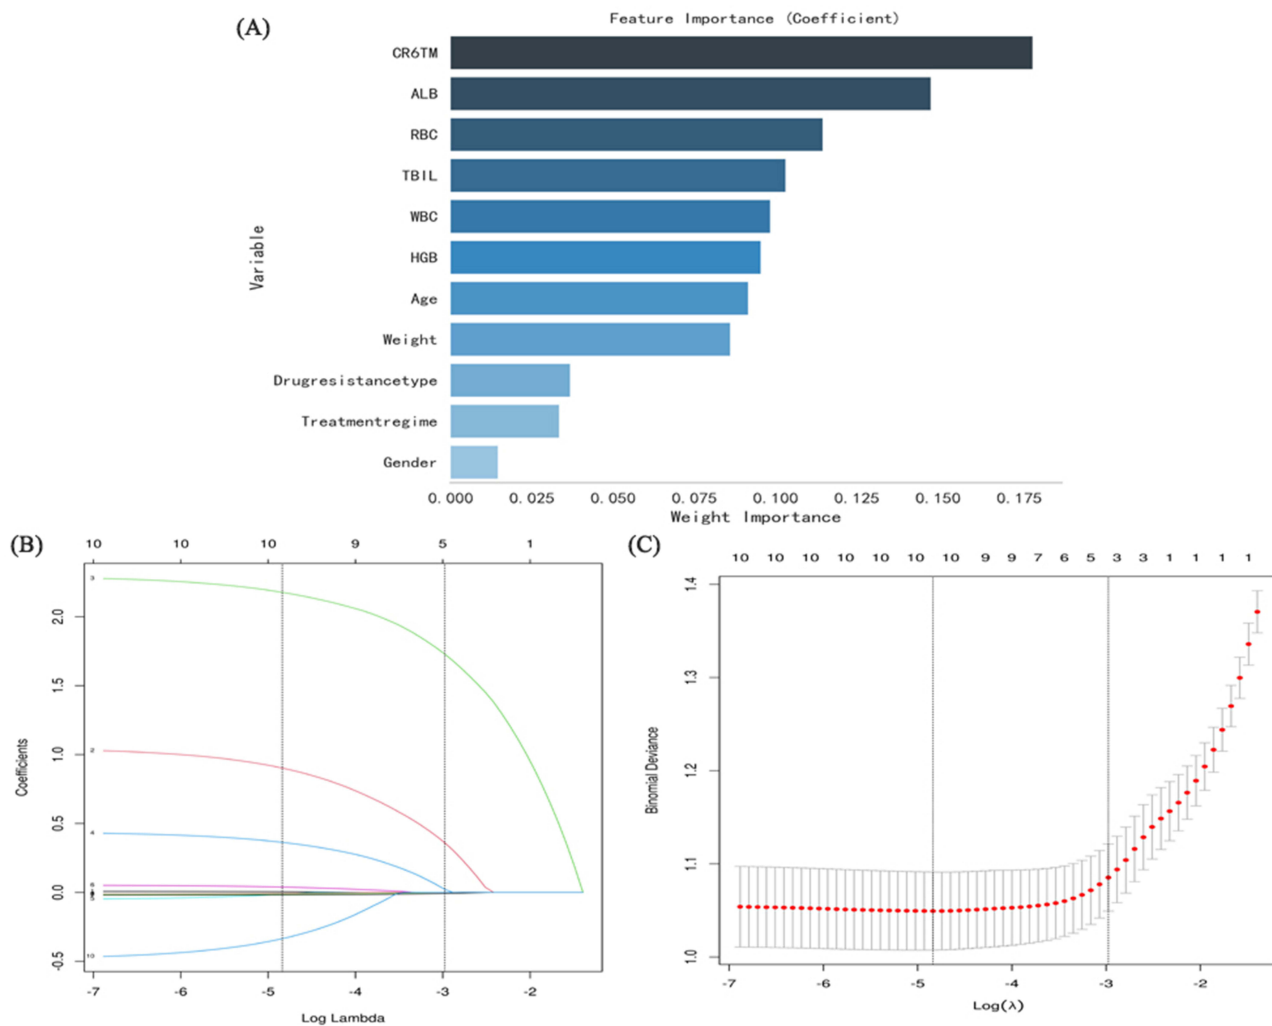 (A)
Feature Importance (Coefficient)
CR6TM
ALB
RBC
TBIL
WBC
HGB
Age
Weight
Drugresistancetype
Treatmentregime
Gender
Variable
0.000 0.025 0.050 0.075 0.100 0.125 0.150 0.175
Weight Importance
(B)
10 10 10 9 5 1
2.0
1.5
1.0
0.5
0.0
-0.5
Coefficients
3
2
4
6
10
-7 -6 -5 -4 -3 -2
Log Lambda
(C)
10 10 10 10 10 10 10 9 9 7 6 5 3 3 1 1 1 1
1.4
1.3
1.2
1.1
1.0
Binomial Deviance
-7 -6 -5 -4 -3 -2
Log(λ)